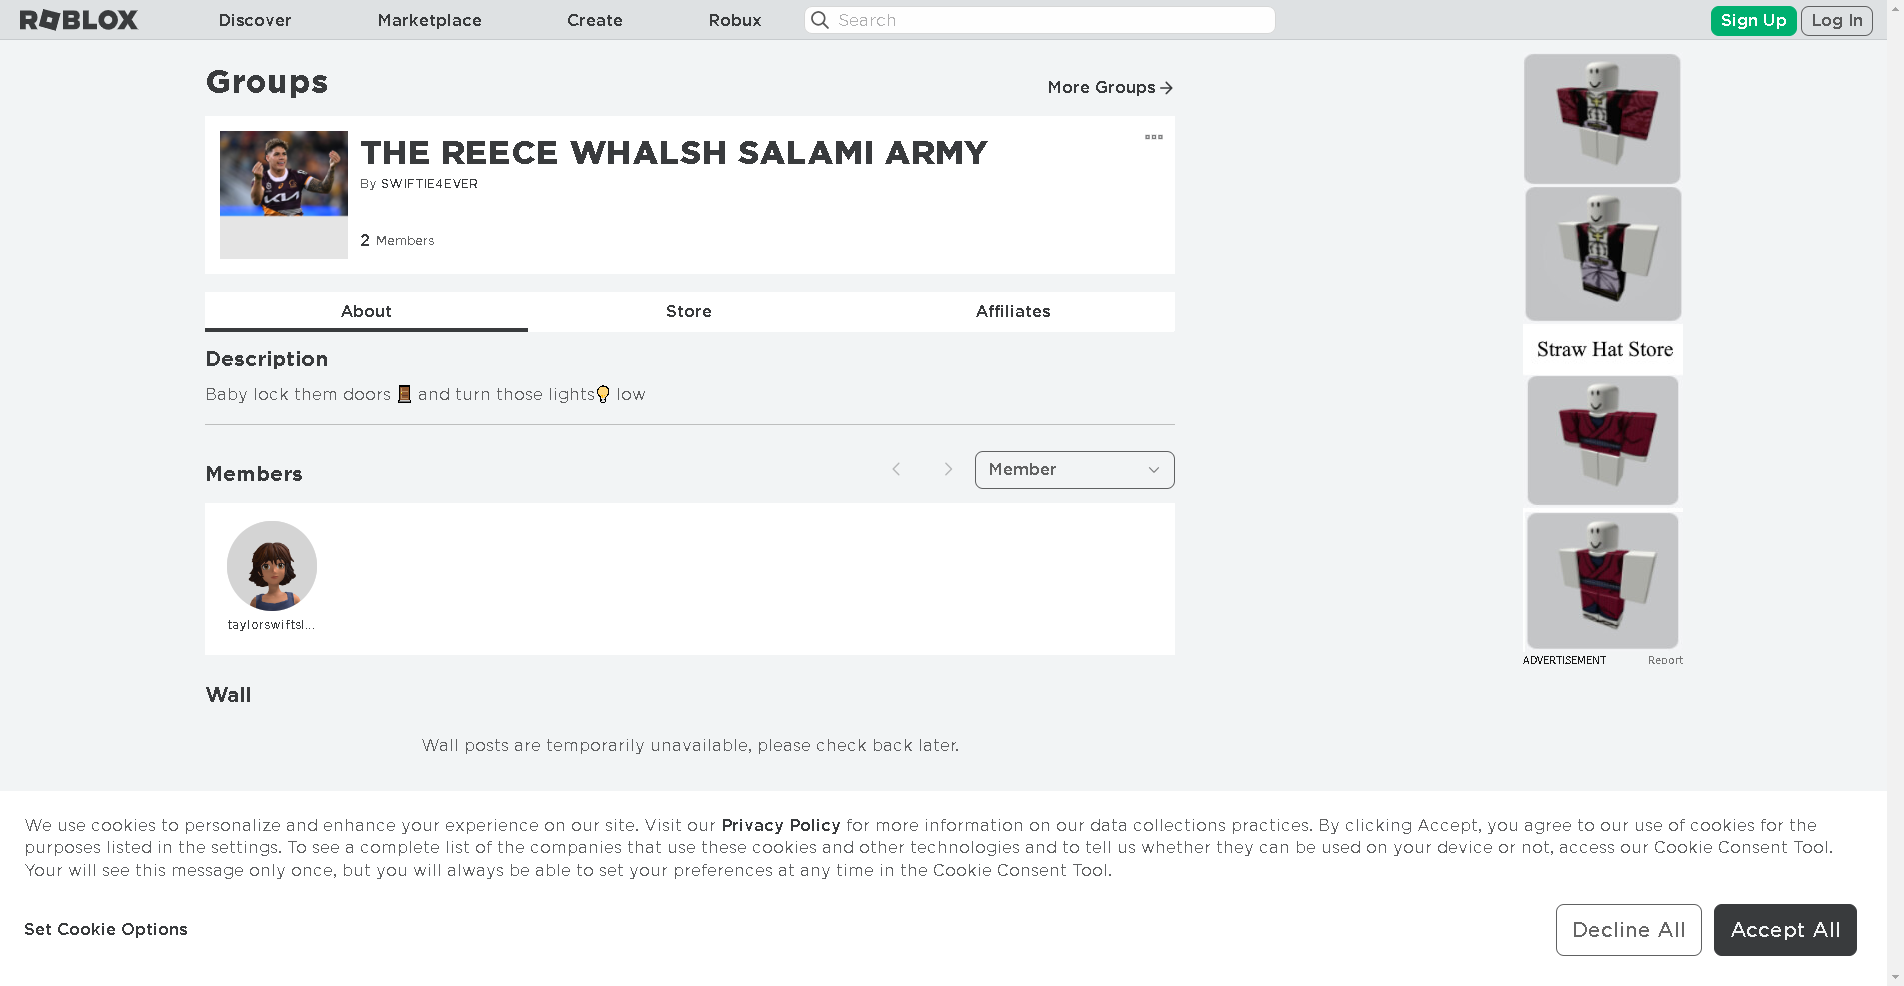 ROBLOX
Discover
Marketplace
Create
Robux
Search
Sign Up
Log In
Groups
More Groups
THE REECE WHALSH SALAMI ARMY
By SWIFTIE4EVER
2 Members
About
Store
Affiliates
Description
Baby lock them doors 🚪 and turn those lights💡 low
Members
Member
taylorswiftsl...
Wall
Wall posts are temporarily unavailable, please check back later.
Straw Hat Store
ADVERTISEMENT
Report
We use cookies to personalize and enhance your experience on our site. Visit our Privacy Policy for more information on our data collections practices. By clicking Accept, you agree to our use of cookies for the
purposes listed in the settings. To see a complete list of the companies that use these cookies and other technologies and to tell us whether they can be used on your device or not, access our Cookie Consent Tool.
Your will see this message only once, but you will always be able to set your preferences at any time in the Cookie Consent Tool.
Set Cookie Options
Decline All
Accept All